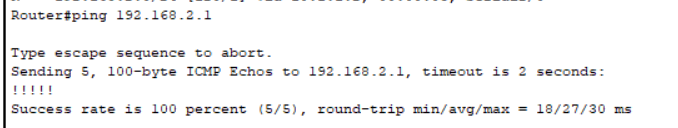 Router#ping 192.168.2.1
Type escape sequence to abort.
Sending 5, 100-byte ICMP Echos to 192.168.2.1, timeout is 2 seconds:
!!!!!
Success rate is 100 percent (5/5), round-trip min/avg/max = 18/27/30 ms